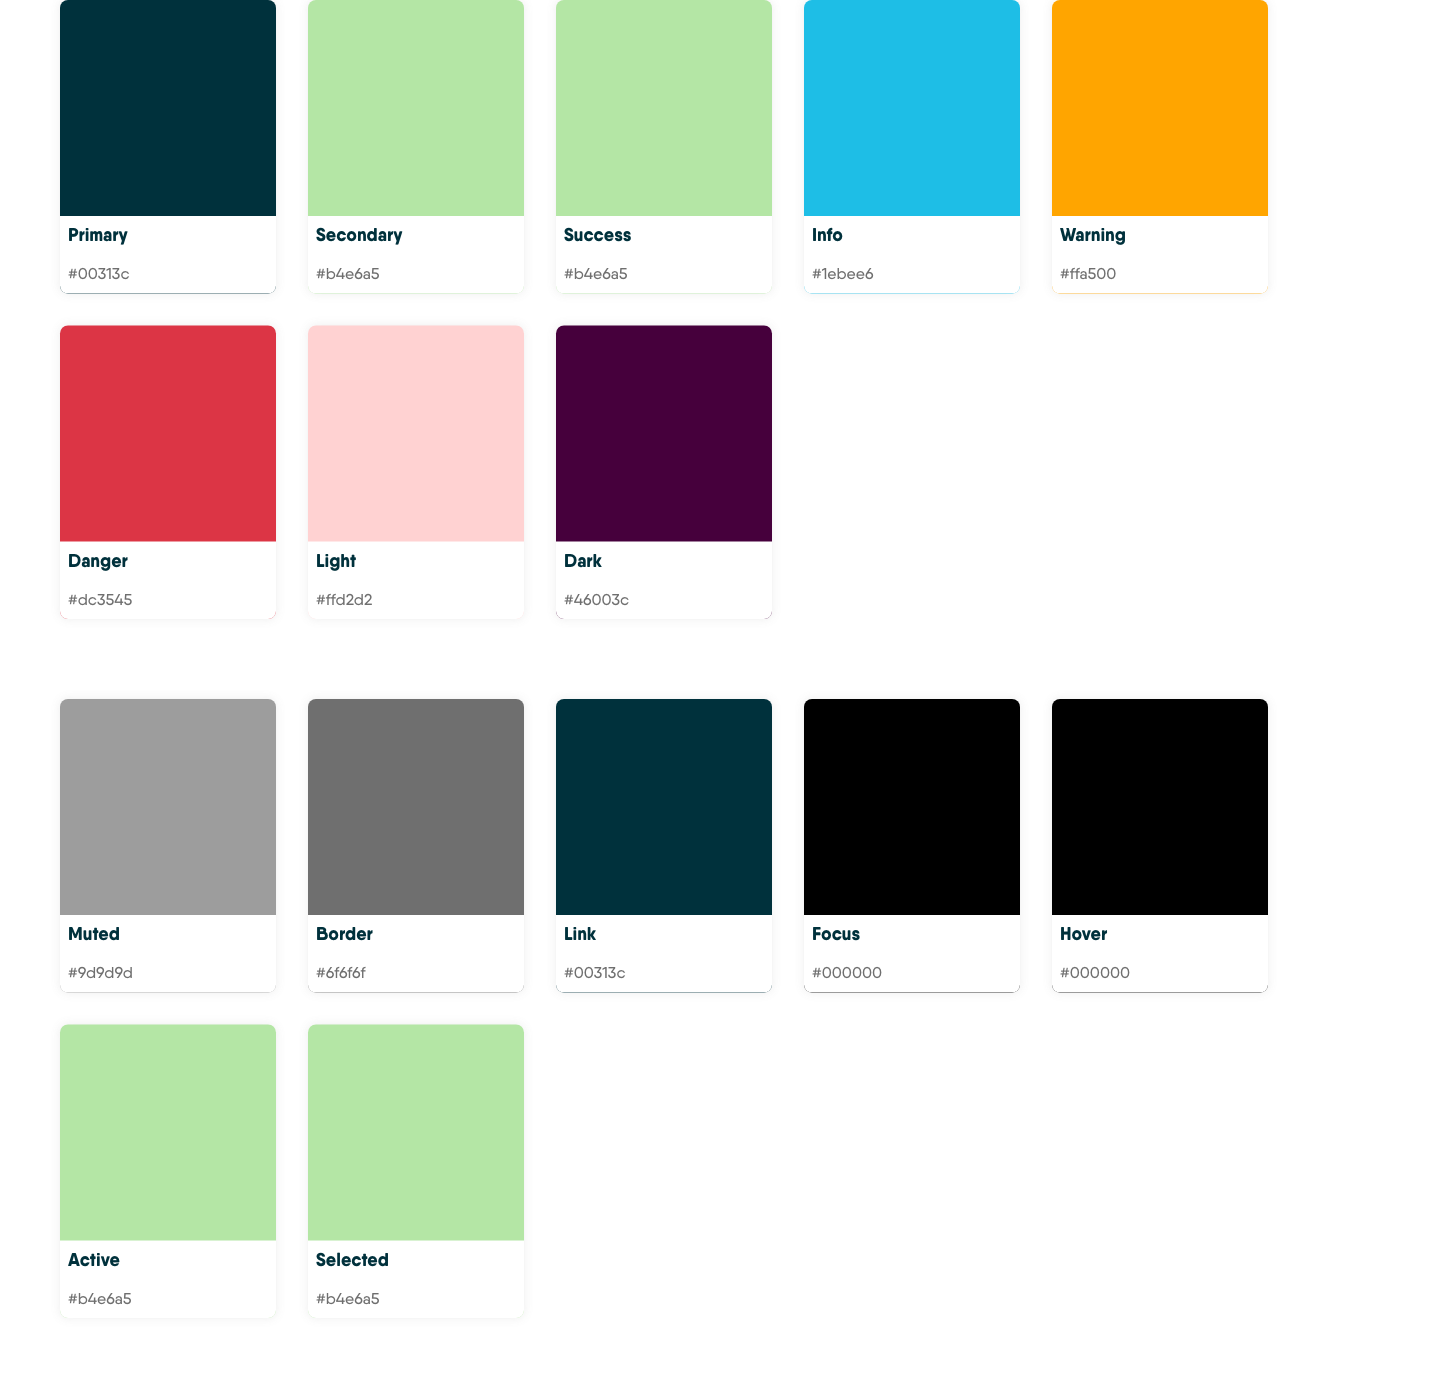 Primary
#00313c
Secondary
#b4e6a5
Success
#b4e6a5
Info
#1ebee6
Warning
#ffa500
Danger
#dc3545
Light
#ffd2d2
Dark
#46003c
Muted
#9d9d9d
Border
#6f6f6f
Link
#00313c
Focus
#000000
Hover
#000000
Active
#b4e6a5
Selected
#b4e6a5